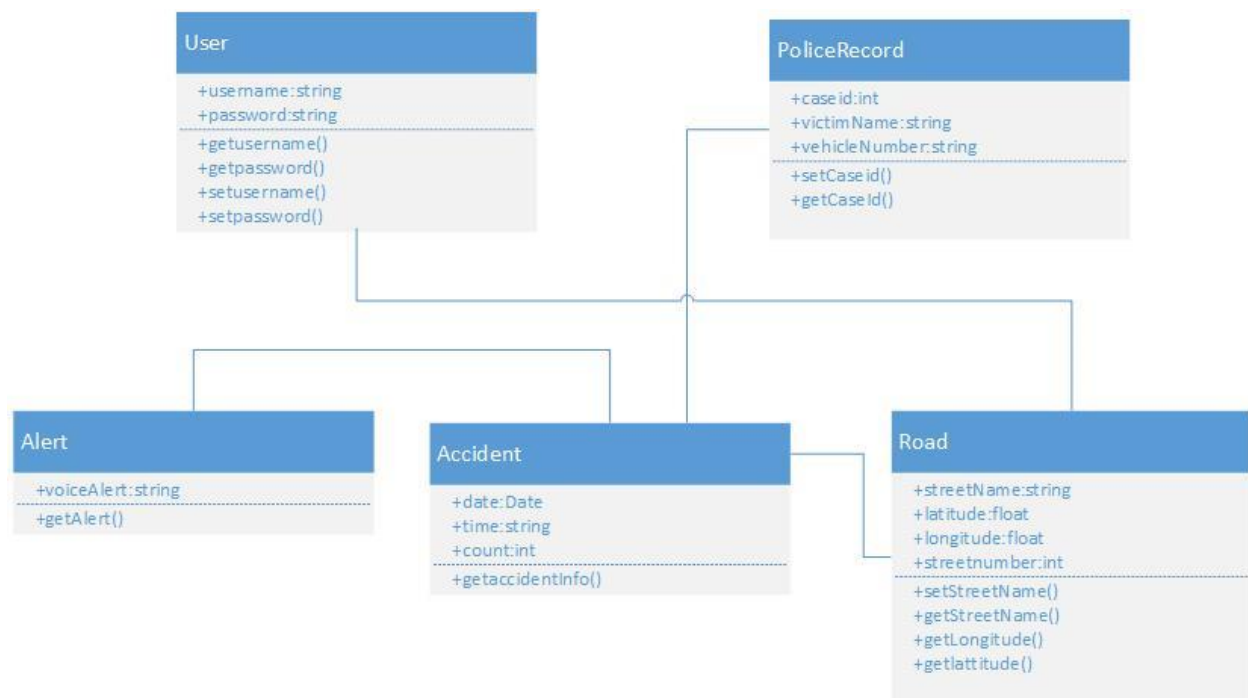 User
+username:string
+password:string
+getusername()
+getpassword()
+setusername()
+setpassword()
PoliceRecord
+caseid:int
+victimName:string
+vehicleNumber:string
+setCaseid()
+getCaseId()
Alert
+voiceAlert:string
+getAlert()
Accident
+date:Date
+time:string
+count:int
+getaccidentInfo()
Road
+streetName:string
+latitude:float
+longitude:float
+streetnumber:int
+setStreetName()
+getStreetName()
+getLongitude()
+getlattitude()